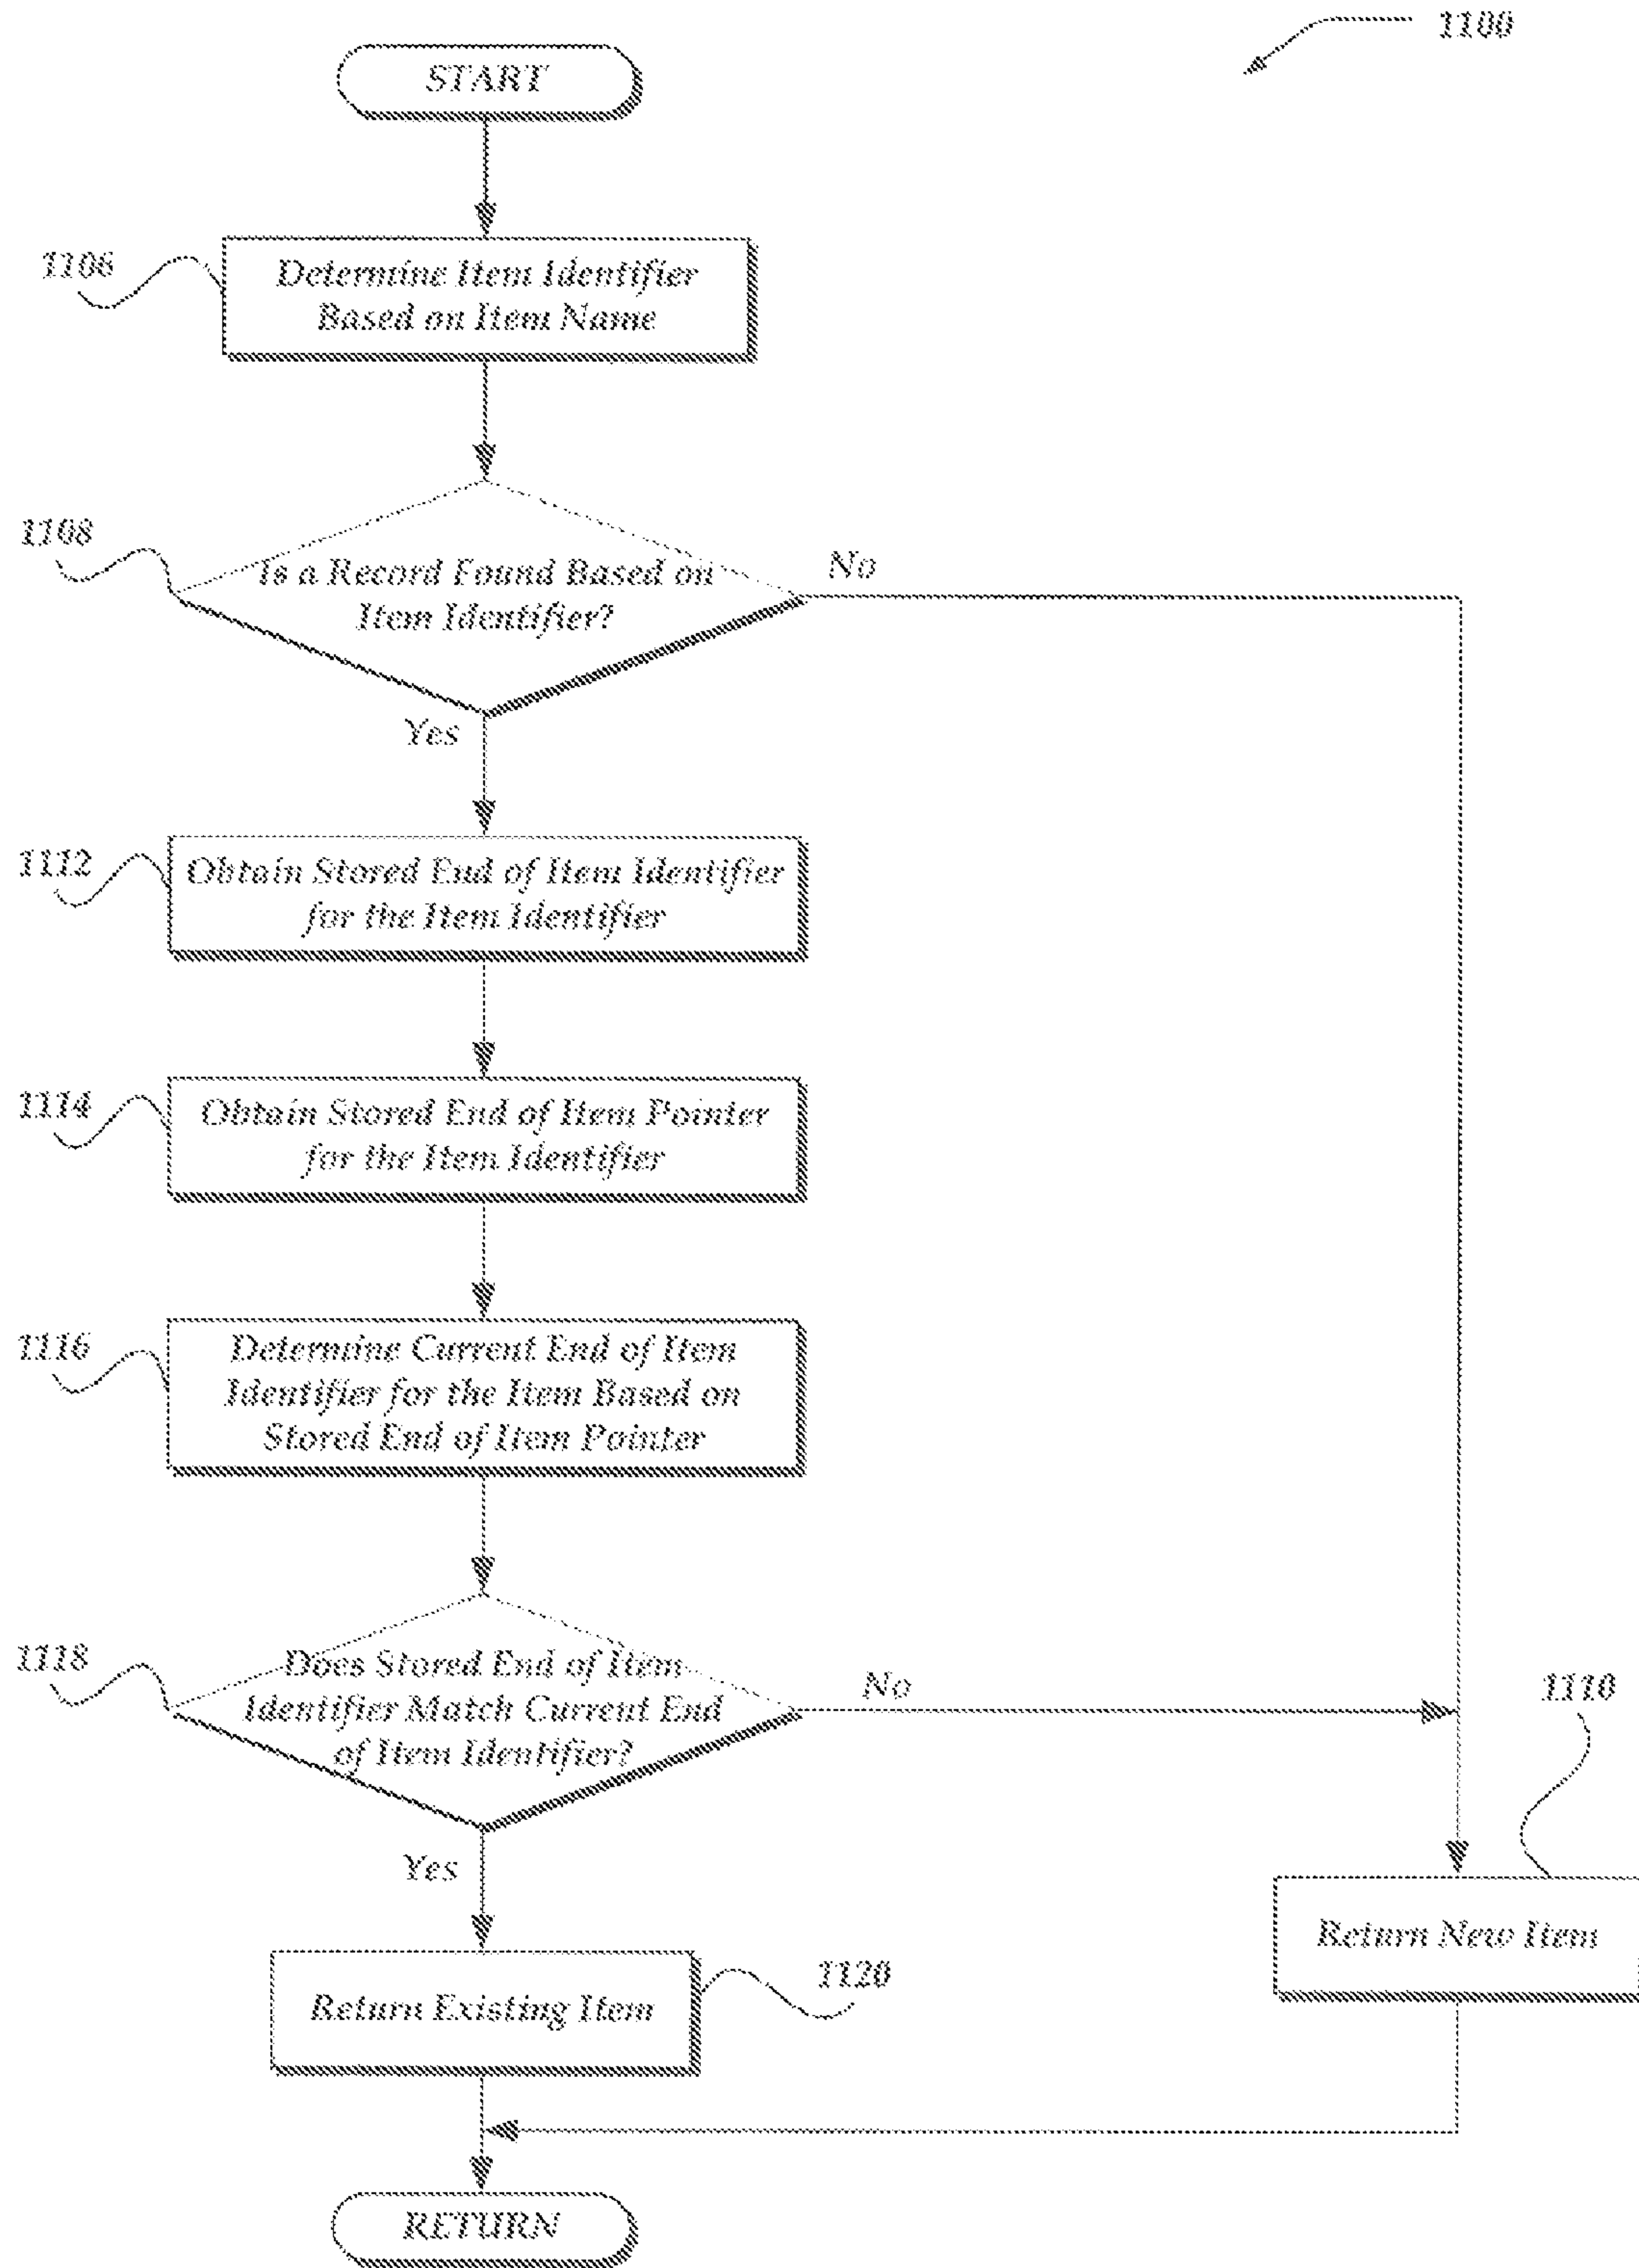 1100
START
1106
Determine Item Identifier
Based on Item Name
1108
Is a Record Found Based on
Item Identifier?
No
Yes
1112
Obtain Stored End of Item Identifier
for the Item Identifier
1114
Obtain Stored End of Item Pointer
for the Item Identifier
1116
Determine Current End of Item
Identifier for the Item Based on
Stored End of Item Pointer
1118
Does Stored End of Item
Identifier Match Current End
of Item Identifier?
No
1110
Yes
Return New Item
1120
Return Existing Item
RETURN